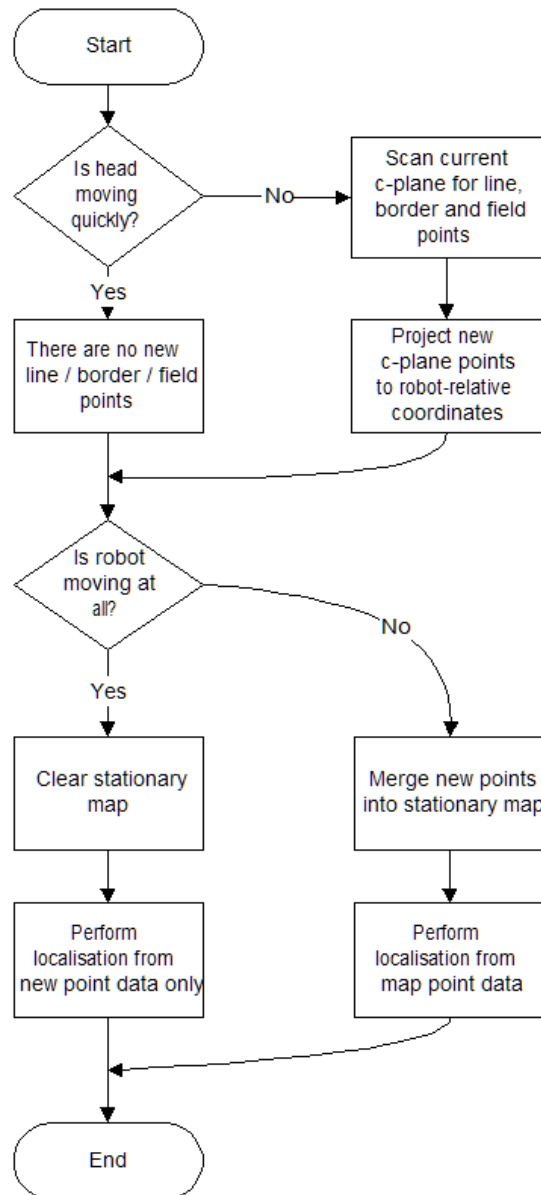 Start
Is head
moving
quickly?
No
Scan current
c-plane for line,
border and field
points
Yes
There are no new
line / border / field
points
Project new
c-plane points
to robot-relative
coordinates
Is robot
moving at
all?
No
Yes
Clear stationary
map
Merge new points
into stationary map
Perform
localisation from
new point data only
Perform
localisation from
map point data
End